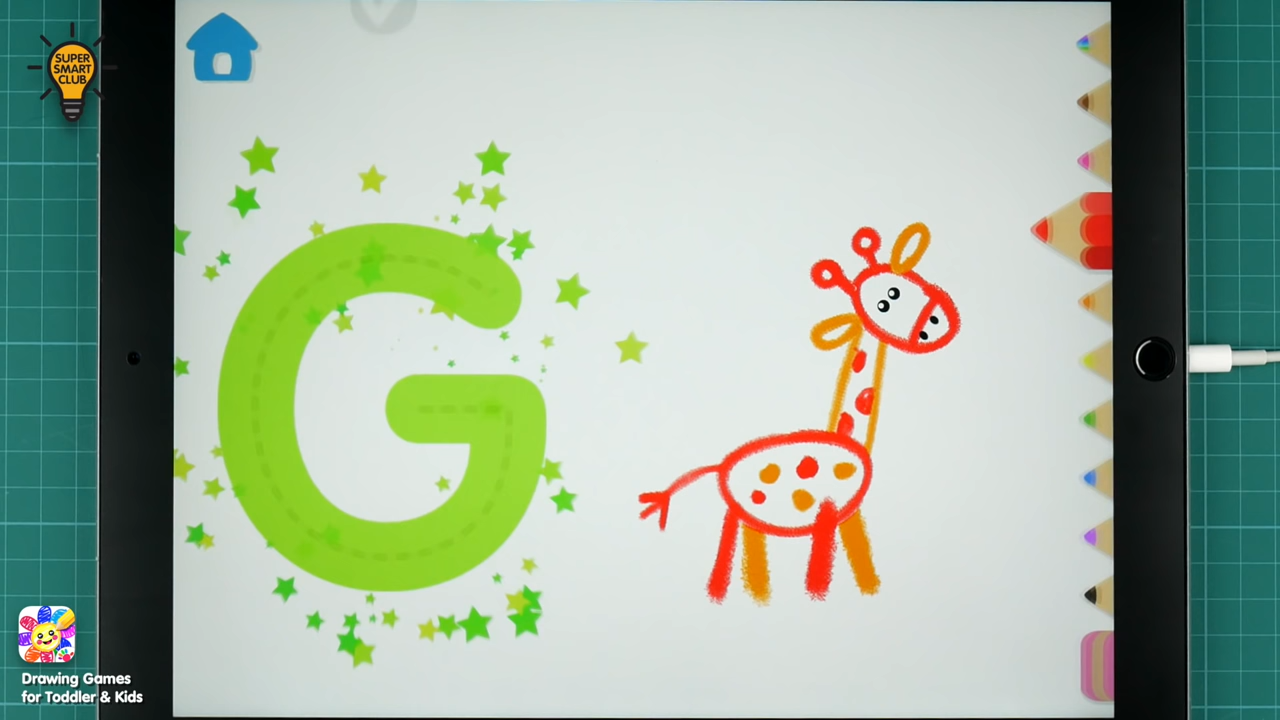 SUPER
SMART
CLUB
G
Drawing Games
for Toddler & Kids